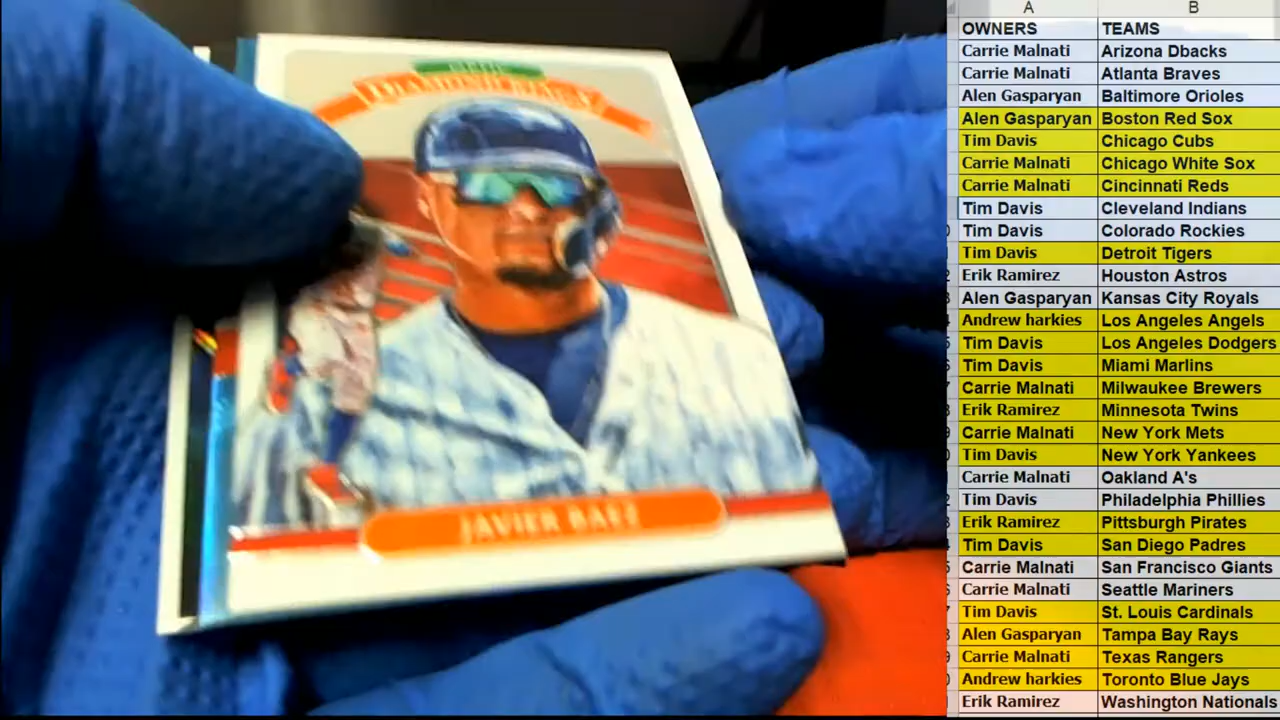 DIAMOND KINGS
JAVIER BAEZ
A B
OWNERS TEAMS
Carrie Malnati Arizona Dbacks
Carrie Malnati Atlanta Braves
Alen Gasparyan Baltimore Orioles
Alen Gasparyan Boston Red Sox
Tim Davis Chicago Cubs
Carrie Malnati Chicago White Sox
Carrie Malnati Cincinnati Reds
Tim Davis Cleveland Indians
Tim Davis Colorado Rockies
Tim Davis Detroit Tigers
Erik Ramirez Houston Astros
Alen Gasparyan Kansas City Royals
Andrew harkies Los Angeles Angels
Tim Davis Los Angeles Dodgers
Tim Davis Miami Marlins
Carrie Malnati Milwaukee Brewers
Erik Ramirez Minnesota Twins
Carrie Malnati New York Mets
Tim Davis New York Yankees
Carrie Malnati Oakland A's
Tim Davis Philadelphia Phillies
Erik Ramirez Pittsburgh Pirates
Tim Davis San Diego Padres
Carrie Malnati San Francisco Giants
Carrie Malnati Seattle Mariners
Tim Davis St. Louis Cardinals
Alen Gasparyan Tampa Bay Rays
Carrie Malnati Texas Rangers
Andrew harkies Toronto Blue Jays
Erik Ramirez Washington Nationals